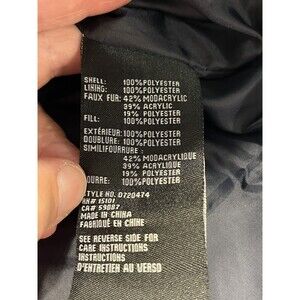 SHELL: 100%POLYESTER
LINING: 100%POLYESTER
FAUX FUR: 42% MODACRYLIC
39% ACRYLIC
19% POLYESTER
FILL: 100%POLYESTER
EXTÉRIEUR: 100%POLYESTER
DOUBLURE: 100%POLYESTER
SIMILIFOURRURE :
42% MODACRYLIQUE
39% ACRYLIQUE
19% POLYESTER
BOURRE: 100%POLYESTER
STYLE NO. D720474
RN# 15101
CA# 59887
MADE IN CHINA
FABRIQUÉ EN CHINE
SEE REVERSE SIDE FOR
CARE INSTRUCTIONS
INSTRUCTIONS
D'ENTRETIEN AU VERSO